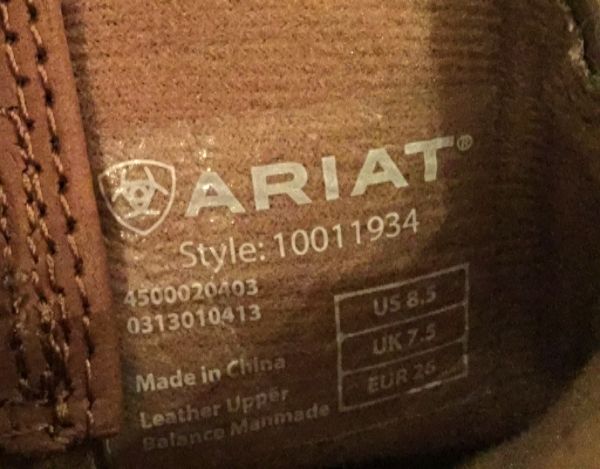 ARIAT®
Style: 10011934
4500020403
0313010413
US 8.5
UK 7.5
EUR 26
Made in China
Leather Upper
Balance Manmade